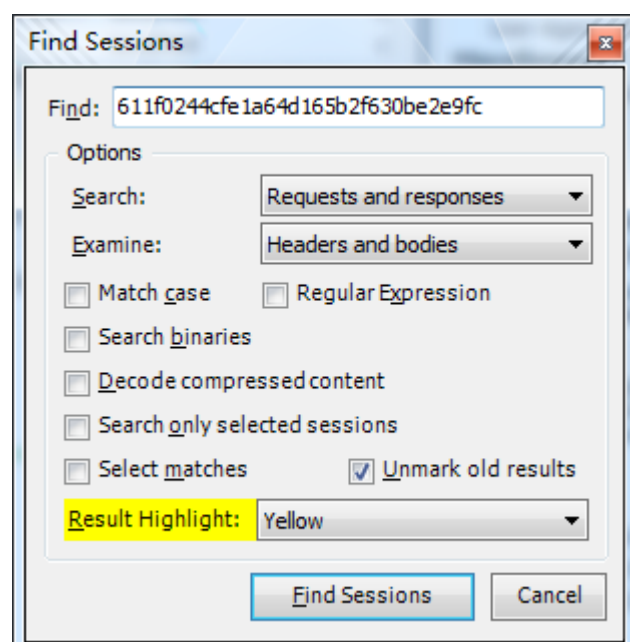 Find Sessions
Find: 611f0244cfe1a64d165b2f630be2e9fc
Options
Search: Requests and responses
Examine: Headers and bodies
Match case Regular Expression
Search binaries
Decode compressed content
Search only selected sessions
Select matches Unmark old results
Result Highlight: Yellow
Find Sessions Cancel